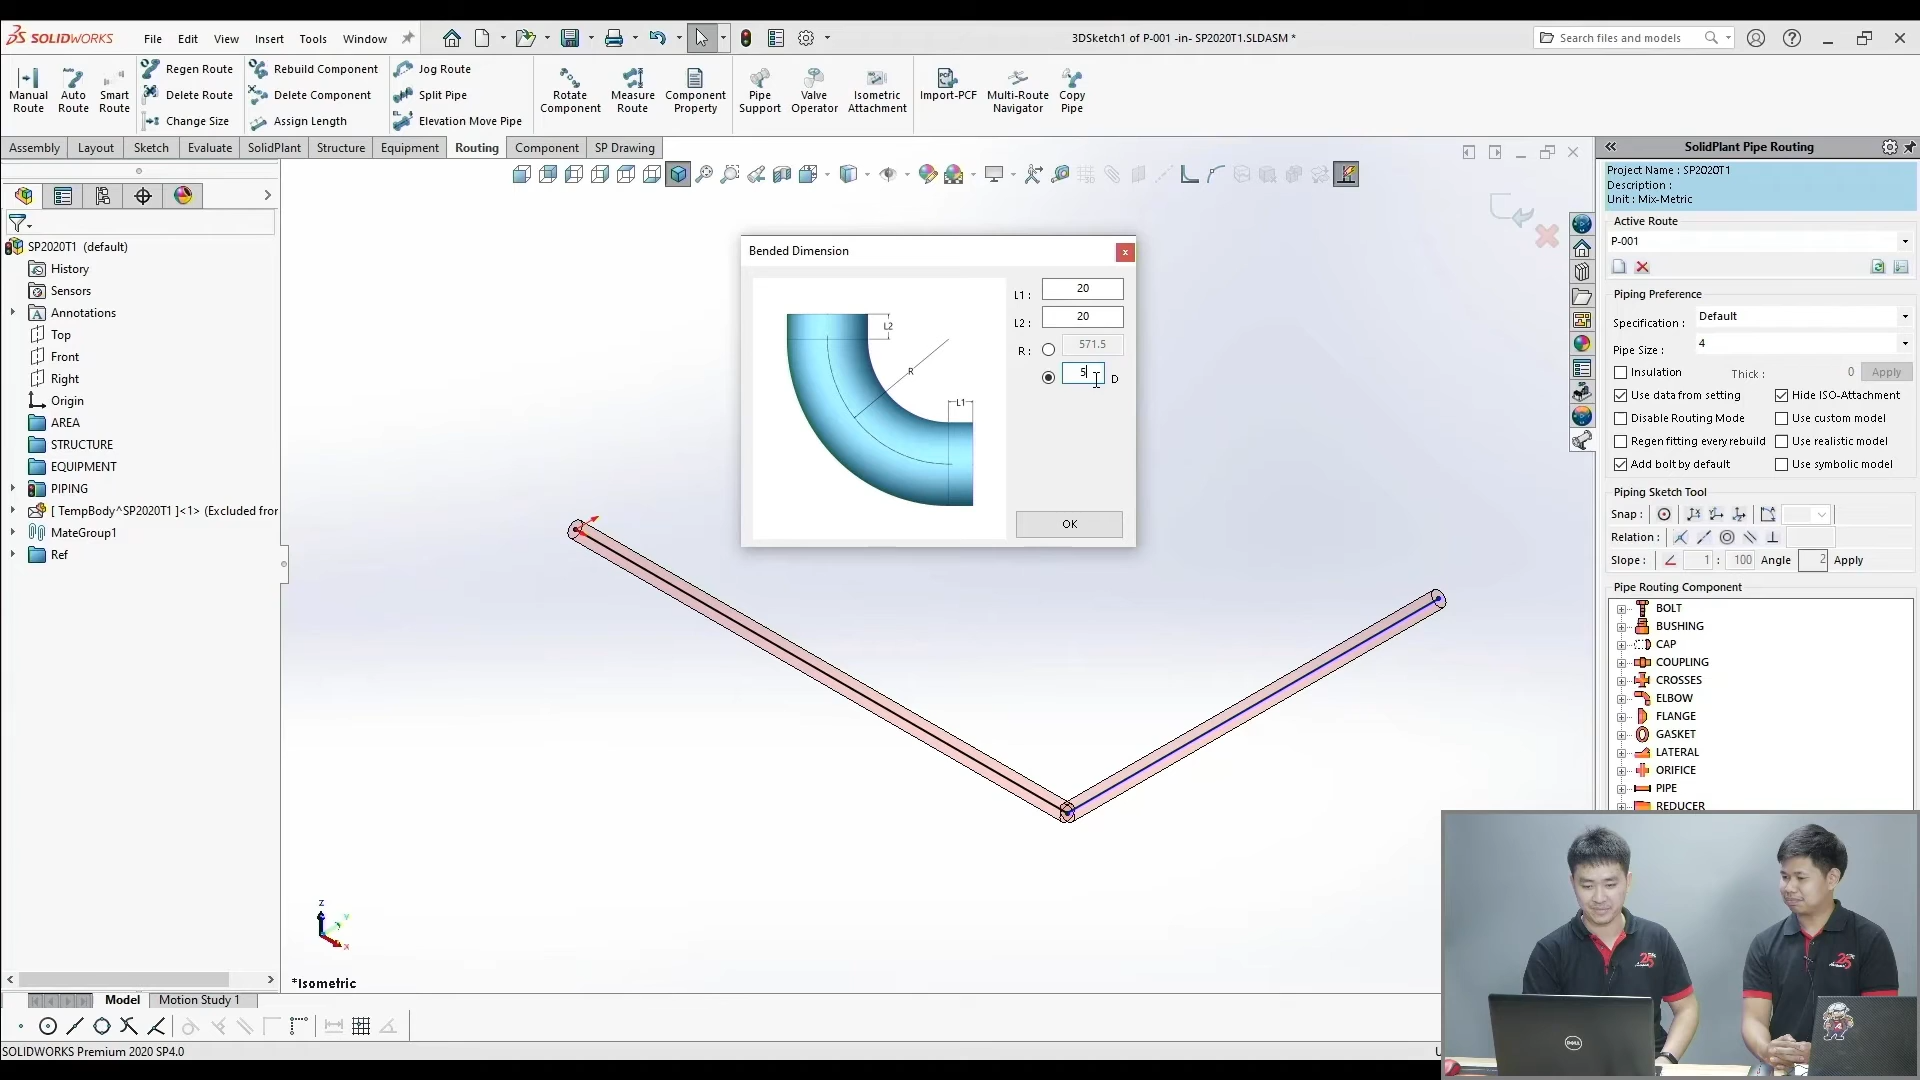 SOLIDWORKS
File Edit View Insert Tools Window
3DSketch1 of P-001 -in- SP2020T1.SLDASM *
Search files and models
Manual Route
Auto Route
Smart Route
Regen Route
Delete Route
Change Size
Rebuild Component
Delete Component
Assign Length
Jog Route
Split Pipe
Elevation Move Pipe
Rotate Component
Measure Route
Component Property
Pipe Support
Valve Operator
Isometric Attachment
Import-PCF
Multi-Route Navigator
Copy Pipe
Assembly Layout Sketch Evaluate SolidPlant Structure Equipment Routing Component SP Drawing
SP2020T1 (default)
History
Sensors
Annotations
Top
Front
Right
Origin
AREA
STRUCTURE
EQUIPMENT
PIPING
[ TempBody^SP2020T1 ]<1> (Excluded fror
MateGroup1
Ref
Bended Dimension
x
L2
R
L1
L1 : 20
L2 : 20
R : 571.5
5 D
OK
Z
Y
X
*Isometric
SolidPlant Pipe Routing
Project Name : SP2020T1
Description :
Unit : Mix-Metric
Active Route
P-001
Piping Preference
Specification : Default
Pipe Size : 4
Insulation Thick : 0 Apply
Use data from setting Hide ISO-Attachment
Disable Routing Mode Use custom model
Regen fitting every rebuild Use realistic model
Add bolt by default Use symbolic model
Piping Sketch Tool
Snap :
Relation :
Slope : 1 : 100 Angle 2 Apply
Pipe Routing Component
BOLT
BUSHING
CAP
COUPLING
CROSSES
ELBOW
FLANGE
GASKET
LATERAL
ORIFICE
PIPE
REDUCER
25
25
DELL
Model Motion Study 1
SOLIDWORKS Premium 2020 SP4.0